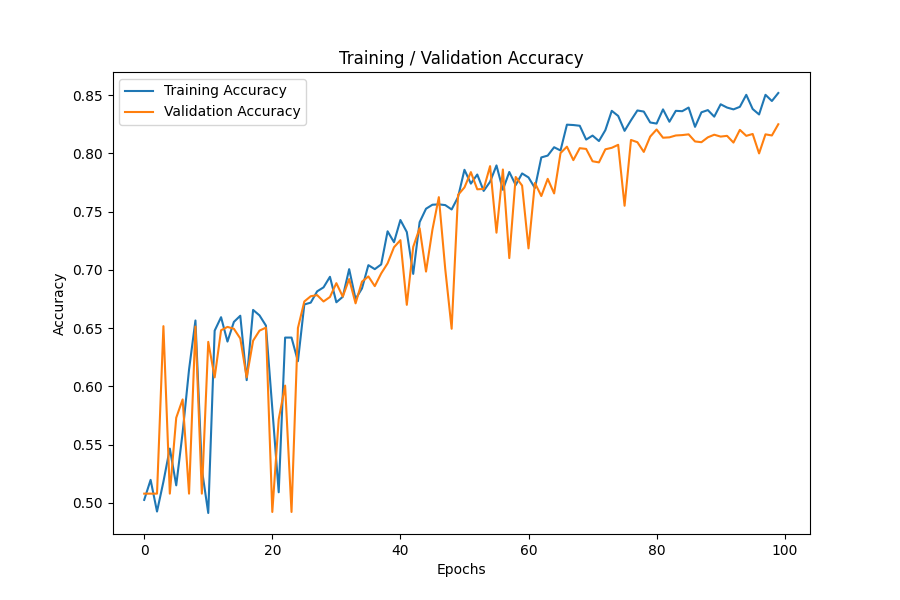 Training / Validation Accuracy
Training Accuracy
Validation Accuracy
0.85
0.80
0.75
0.70
0.65
0.60
0.55
0.50
Accuracy
0 20 40 60 80 100
Epochs